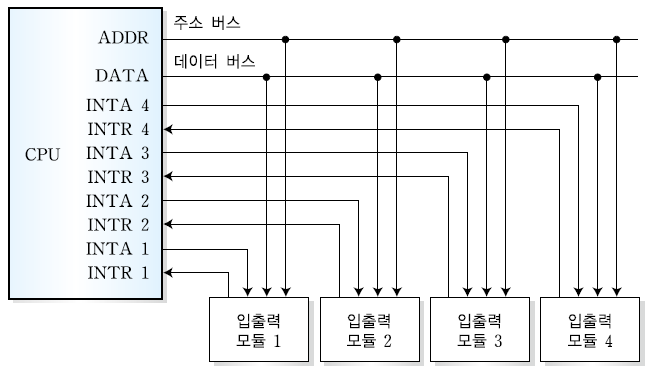 주소 버스
ADDR
데이터 버스
DATA
INTA 4
INTR 4
INTA 3
CPU
INTR 3
INTA 2
INTR 2
INTA 1
INTR 1
입출력
모듈 1
입출력
모듈 2
입출력
모듈 3
입출력
모듈 4